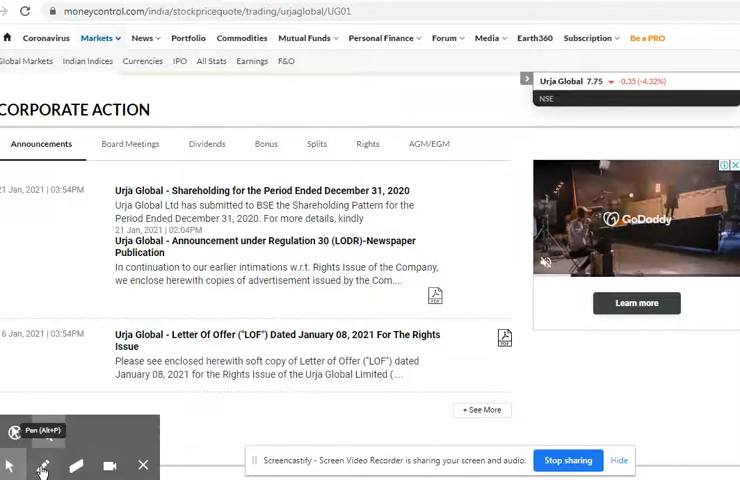 moneycontrol.com/india/stockpricequote/trading/urjaglobal/UG01
Coronavirus Markets News Portfolio Commodities Mutual Funds Personal Finance Forum Media Earth360 Subscription Be a PRO
Global Markets Indian Indices Currencies IPO All Stats Earnings F&O
Urja Global 7.75 -0.35 (-4.32%)
NSE
CORPORATE ACTION
Announcements Board Meetings Dividends Bonus Splits Rights AGM/EGM
21 Jan, 2021 | 03:54PM
Urja Global - Shareholding for the Period Ended December 31, 2020
Urja Global Ltd has submitted to BSE the Shareholding Pattern for the
Period Ended December 31, 2020. For more details, kindly
21 Jan, 2021 | 02:04PM
Urja Global - Announcement under Regulation 30 (LODR)-Newspaper
Publication
In continuation to our earlier intimations w.r.t. Rights Issue of the Company,
we enclose herewith copies of advertisement issued by the Com....
PDF
6 Jan, 2021 | 03:54PM
Urja Global - Letter Of Offer ("LOF") Dated January 08, 2021 For The Rights
Issue
PDF
Please see enclosed herewith soft copy of Letter of Offer ("LOF") dated
January 08, 2021 for the Rights Issue of the Urja Global Limited (....
+ See More
GoDaddy
Learn more
Pen (Alt+P)
Screencastify - Screen Video Recorder is sharing your screen and audio.
Stop sharing
Hide